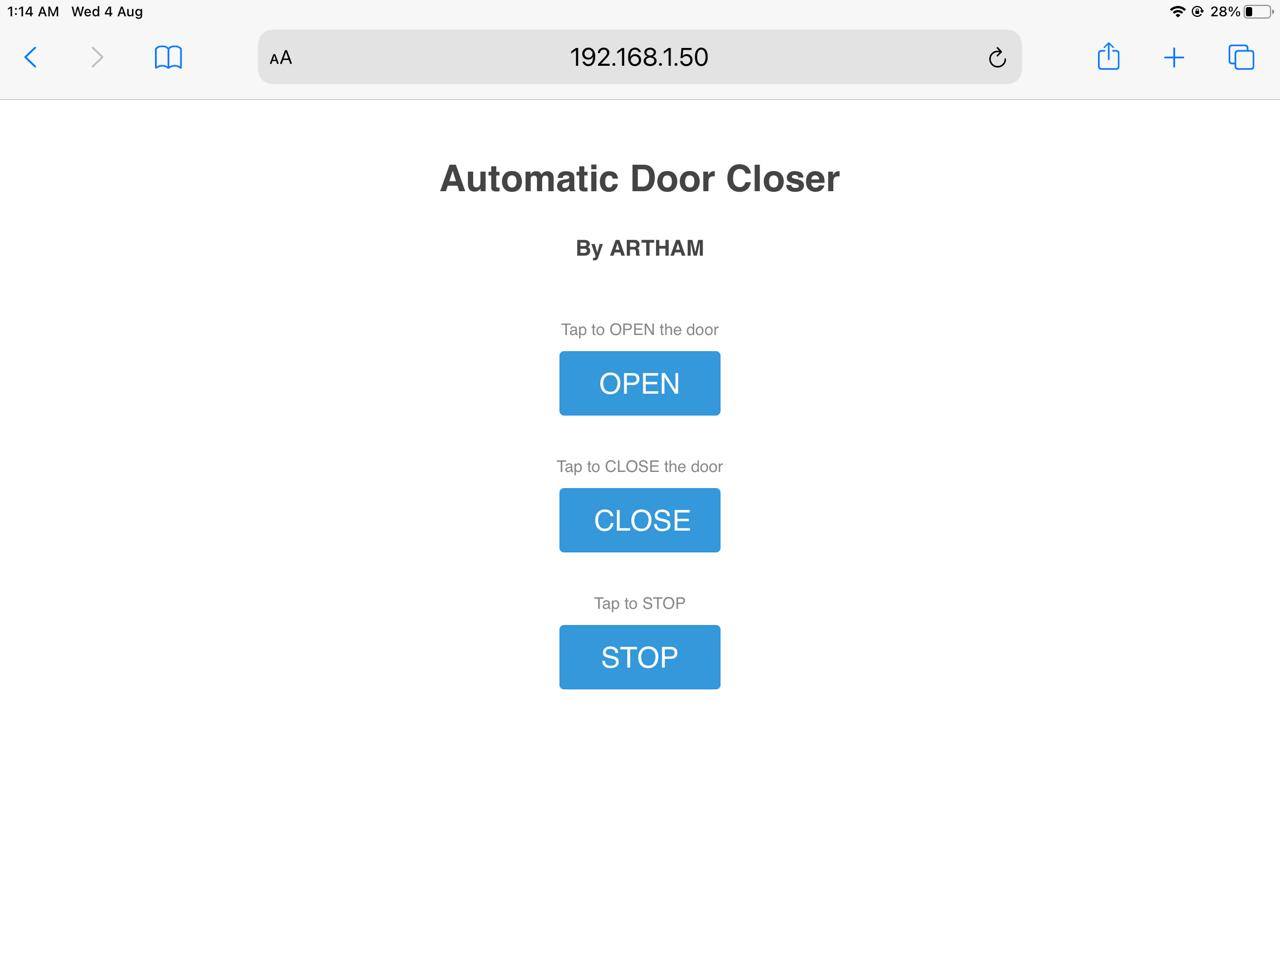 1:14 AM Wed 4 Aug
28%
AA
192.168.1.50
Automatic Door Closer
By ARTHAM
Tap to OPEN the door
OPEN
Tap to CLOSE the door
CLOSE
Tap to STOP
STOP